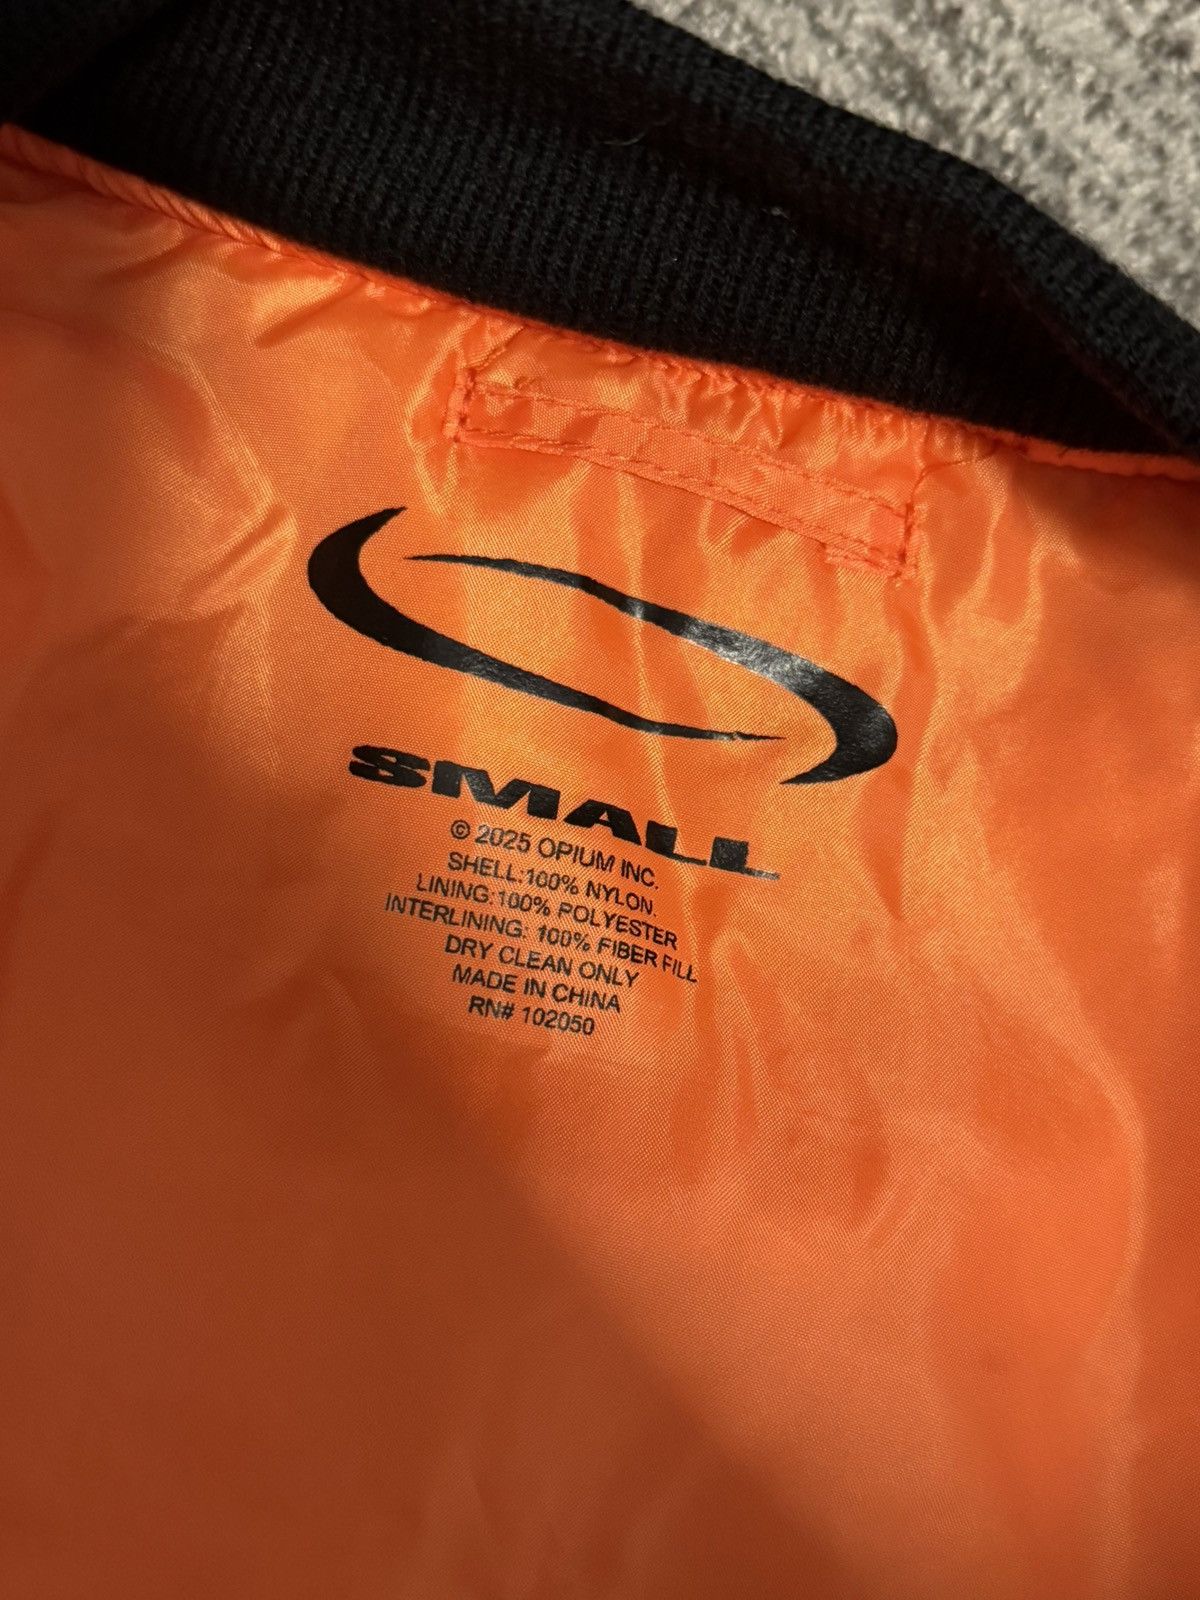 SMALL
© 2025 OPIUM INC.
SHELL:100% NYLON.
LINING:100% POLYESTER
INTERLINING: 100% FIBER FILL
DRY CLEAN ONLY
MADE IN CHINA
RN# 102050